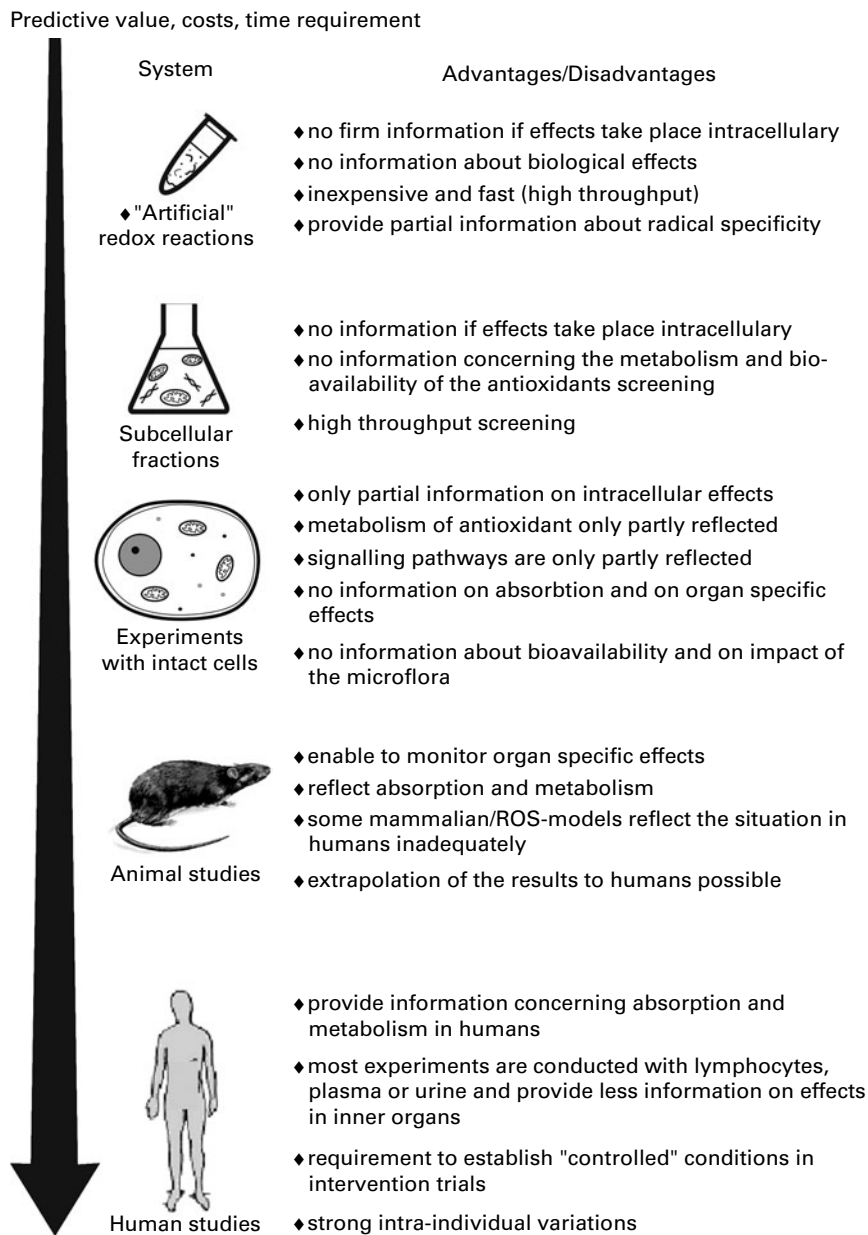 Predictive value, costs, time requirement
System
Advantages/Disadvantages
♦ "Artificial"
redox reactions
♦ no firm information if effects take place intracellulary
♦ no information about biological effects
♦ inexpensive and fast (high throughput)
♦ provide partial information about radical specificity
Subcellular
fractions
♦ no information if effects take place intracellulary
♦ no information concerning the metabolism and bio-
availability of the antioxidants screening
♦ high throughput screening
Experiments
with intact cells
♦ only partial information on intracellular effects
♦ metabolism of antioxidant only partly reflected
♦ signalling pathways are only partly reflected
♦ no information on absorbtion and on organ specific
effects
♦ no information about bioavailability and on impact of
the microflora
Animal studies
♦ enable to monitor organ specific effects
♦ reflect absorption and metabolism
♦ some mammalian/ROS-models reflect the situation in
humans inadequately
♦ extrapolation of the results to humans possible
Human studies
♦ provide information concerning absorption and
metabolism in humans
♦ most experiments are conducted with lymphocytes,
plasma or urine and provide less information on effects
in inner organs
♦ requirement to establish "controlled" conditions in
intervention trials
♦ strong intra-individual variations